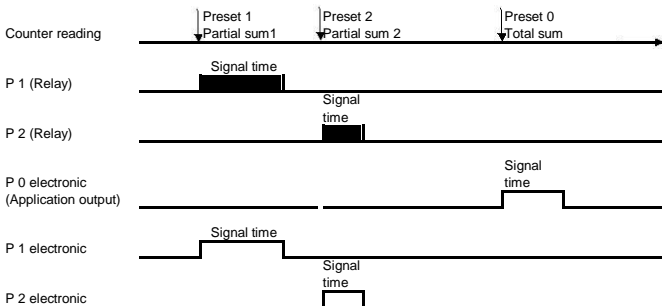 Preset 1 Preset 2 Preset 0
Counter reading Partial sum1 Partial sum 2 Total sum
Signal time
P 1 (Relay)
Signal
time
P 2 (Relay)
Signal
P 0 electronic time
(Application output)
Signal time
P 1 electronic
Signal
time
P 2 electronic